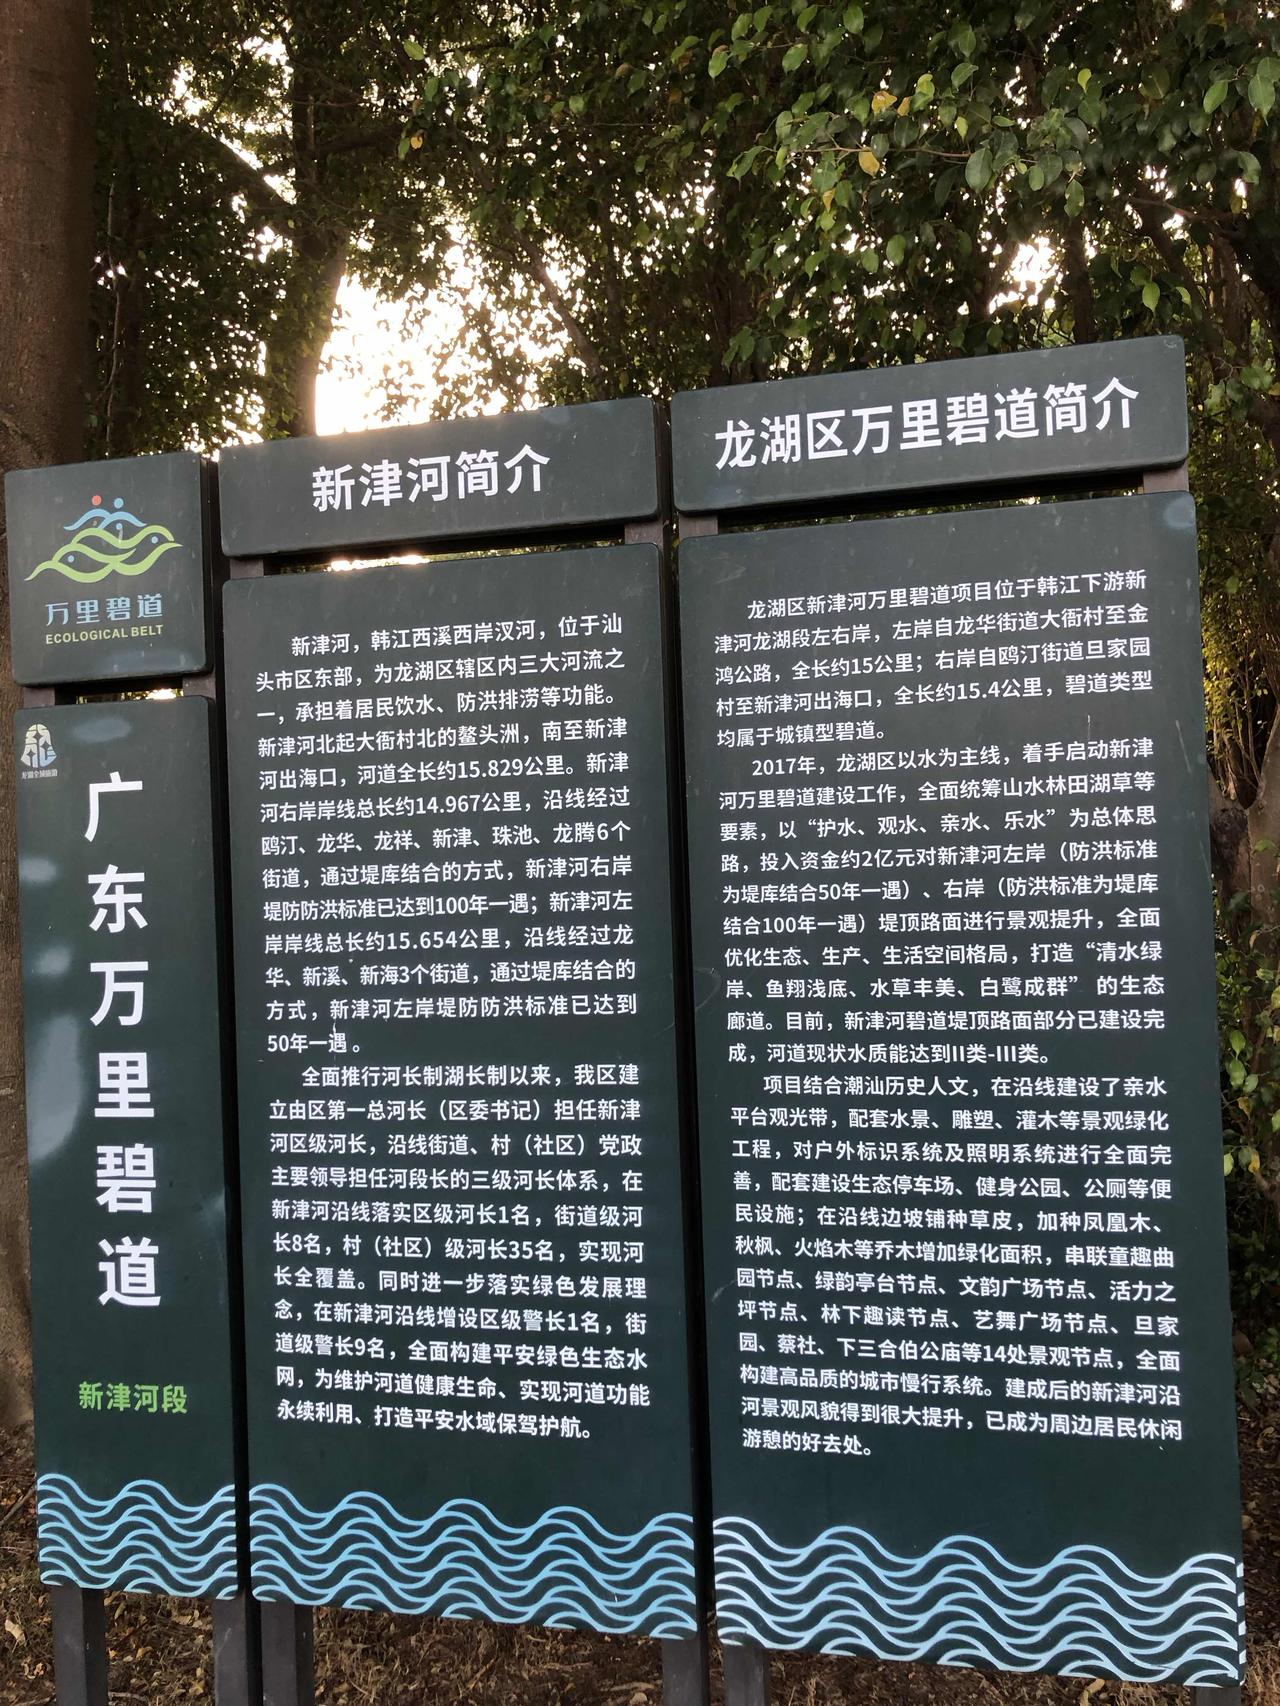 万里碧道
ECOLOGICAL BELT
龙湖全域旅游
广东万里碧道
新津河段
新津河简介
新津河，韩江西溪西岸汊河，位于汕
头市区东部，为龙湖区辖区内三大河流之
一，承担着居民饮水、防洪排涝等功能。
新津河北起大衙村北的鳌头洲，南至新津
河出海口，河道全长约15.829公里。新津
河右岸岸线总长约14.967公里，沿线经过
鸥汀、龙华、龙祥、新津、珠池、龙腾6个
街道，通过堤库结合的方式，新津河右岸
堤防防洪标准已达到100年一遇；新津河左
岸岸线总长约15.654公里，沿线经过龙
华、新溪、新海3个街道，通过堤库结合的
方式，新津河左岸堤防防洪标准已达到
50年一遇。
全面推行河长制湖长制以来，我区建
立由区第一总河长（区委书记）担任新津
河区级河长，沿线街道、村（社区）党政
主要领导担任河段长的三级河长体系，在
新津河沿线落实区级河长1名，街道级河
长8名，村（社区）级河长35名，实现河
长全覆盖。同时进一步落实绿色发展理
念，在新津河沿线增设区级警长1名，街
道级警长9名，全面构建平安绿色生态水
网，为维护河道健康生命、实现河道功能
永续利用、打造平安水域保驾护航。
龙湖区万里碧道简介
龙湖区新津河万里碧道项目位于韩江下游新
津河龙湖段左右岸，左岸自龙华街道大衙村至金
鸿公路，全长约15公里；右岸自鸥汀街道旦家园
村至新津河出海口，全长约15.4公里，碧道类型
均属于城镇型碧道。
2017年，龙湖区以水为主线，着手启动新津
河万里碧道建设工作，全面统筹山水林田湖草等
要素，以“护水、观水、亲水、乐水”为总体思
路，投入资金约2亿元对新津河左岸（防洪标准
为堤库结合50年一遇）、右岸（防洪标准为堤库
结合100年一遇）堤顶路面进行景观提升，全面
优化生态、生产、生活空间格局，打造“清水绿
岸、鱼翔浅底、水草丰美、白鹭成群”的生态
廊道。目前，新津河碧道堤顶路面部分已建设完
成，河道现状水质能达到II类-III类。
项目结合潮汕历史人文，在沿线建设了亲水
平台观光带，配套水景、雕塑、灌木等景观绿化
工程，对户外标识系统及照明系统进行全面完
善，配套建设生态停车场、健身公园、公厕等便
民设施；在沿线边坡铺种草皮，加种凤凰木、
秋枫、火焰木等乔木增加绿化面积，串联童趣曲
园节点、绿韵亭台节点、文韵广场节点、活力之
坪节点、林下趣读节点、艺舞广场节点、旦家
园、蔡社、下三合伯公庙等14处景观节点，全面
构建高品质的城市慢行系统。建成后的新津河沿
河景观风貌得到很大提升，已成为周边居民休闲
游憩的好去处。